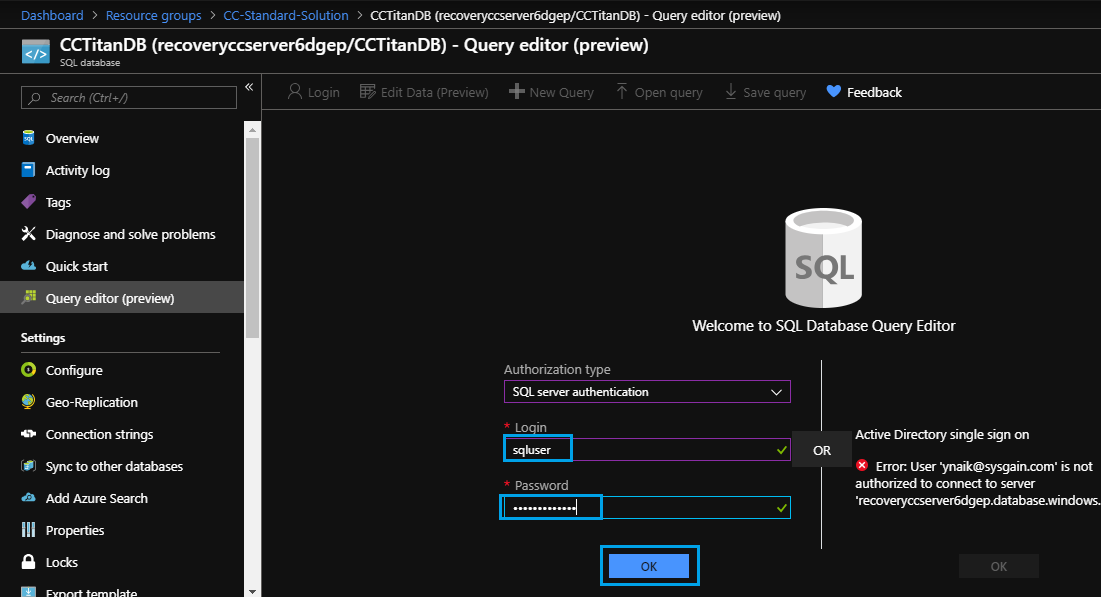 Dashboard > Resource groups > CC-Standard-Solution > CCTitanDB (recoveryccserver6dgep/CCTitanDB) - Query editor (preview)
CCTitanDB (recoveryccserver6dgep/CCTitanDB) - Query editor (preview)
SQL database
Search (Ctrl+/)
«
Overview
Activity log
Tags
Diagnose and solve problems
Quick start
Query editor (preview)
Settings
Configure
Geo-Replication
Connection strings
Sync to other databases
Add Azure Search
Properties
Locks
Export template
Login Edit Data (Preview) New Query Open query Save query Feedback
SQL
Welcome to SQL Database Query Editor
Authorization type
SQL server authentication
* Login
sqluser
* Password
•••••••••••••
OK
OR
Active Directory single sign on
Error: User 'ynaik@sysgain.com' is not
authorized to connect to server
'recoveryccserver6dgep.database.windows.
OK